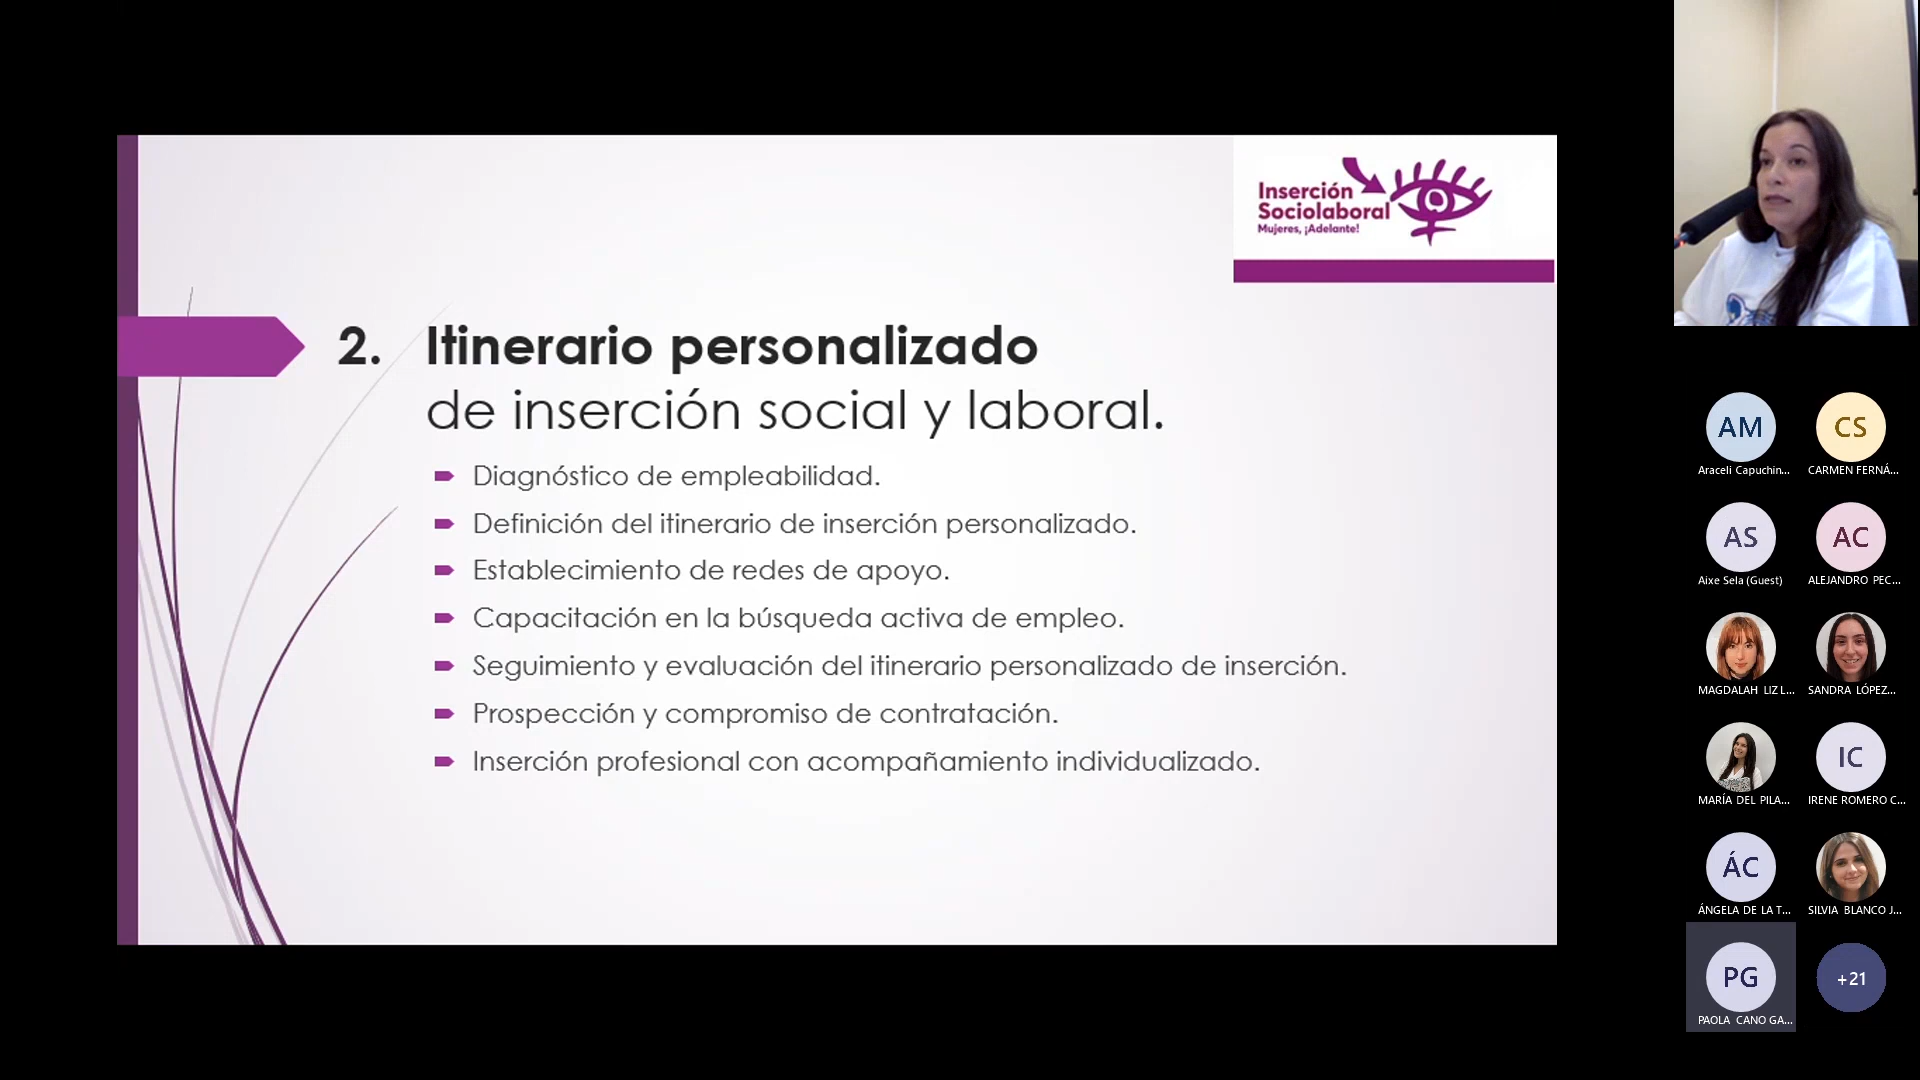 Inserción
Sociolaboral
Mujeres, ¡Adelante!
2. Itinerario personalizado
de inserción social y laboral.
Diagnóstico de empleabilidad.
Definición del itinerario de inserción personalizado.
Establecimiento de redes de apoyo.
Capacitación en la búsqueda activa de empleo.
Seguimiento y evaluación del itinerario personalizado de inserción.
Prospección y compromiso de contratación.
Inserción profesional con acompañamiento individualizado.
AM
Araceli Capuchin...
CS
CARMEN FERNÁ...
AS
Aixe Sela (Guest)
AC
ALEJANDRO PEC...
MAGDALAH LIZ L...
SANDRA LÓPEZ...
MARÍA DEL PILA...
IC
IRENE ROMERO C...
ÁC
ÁNGELA DE LA T...
SILVIA BLANCO J...
PG
PAOLA CANO GA...
+21